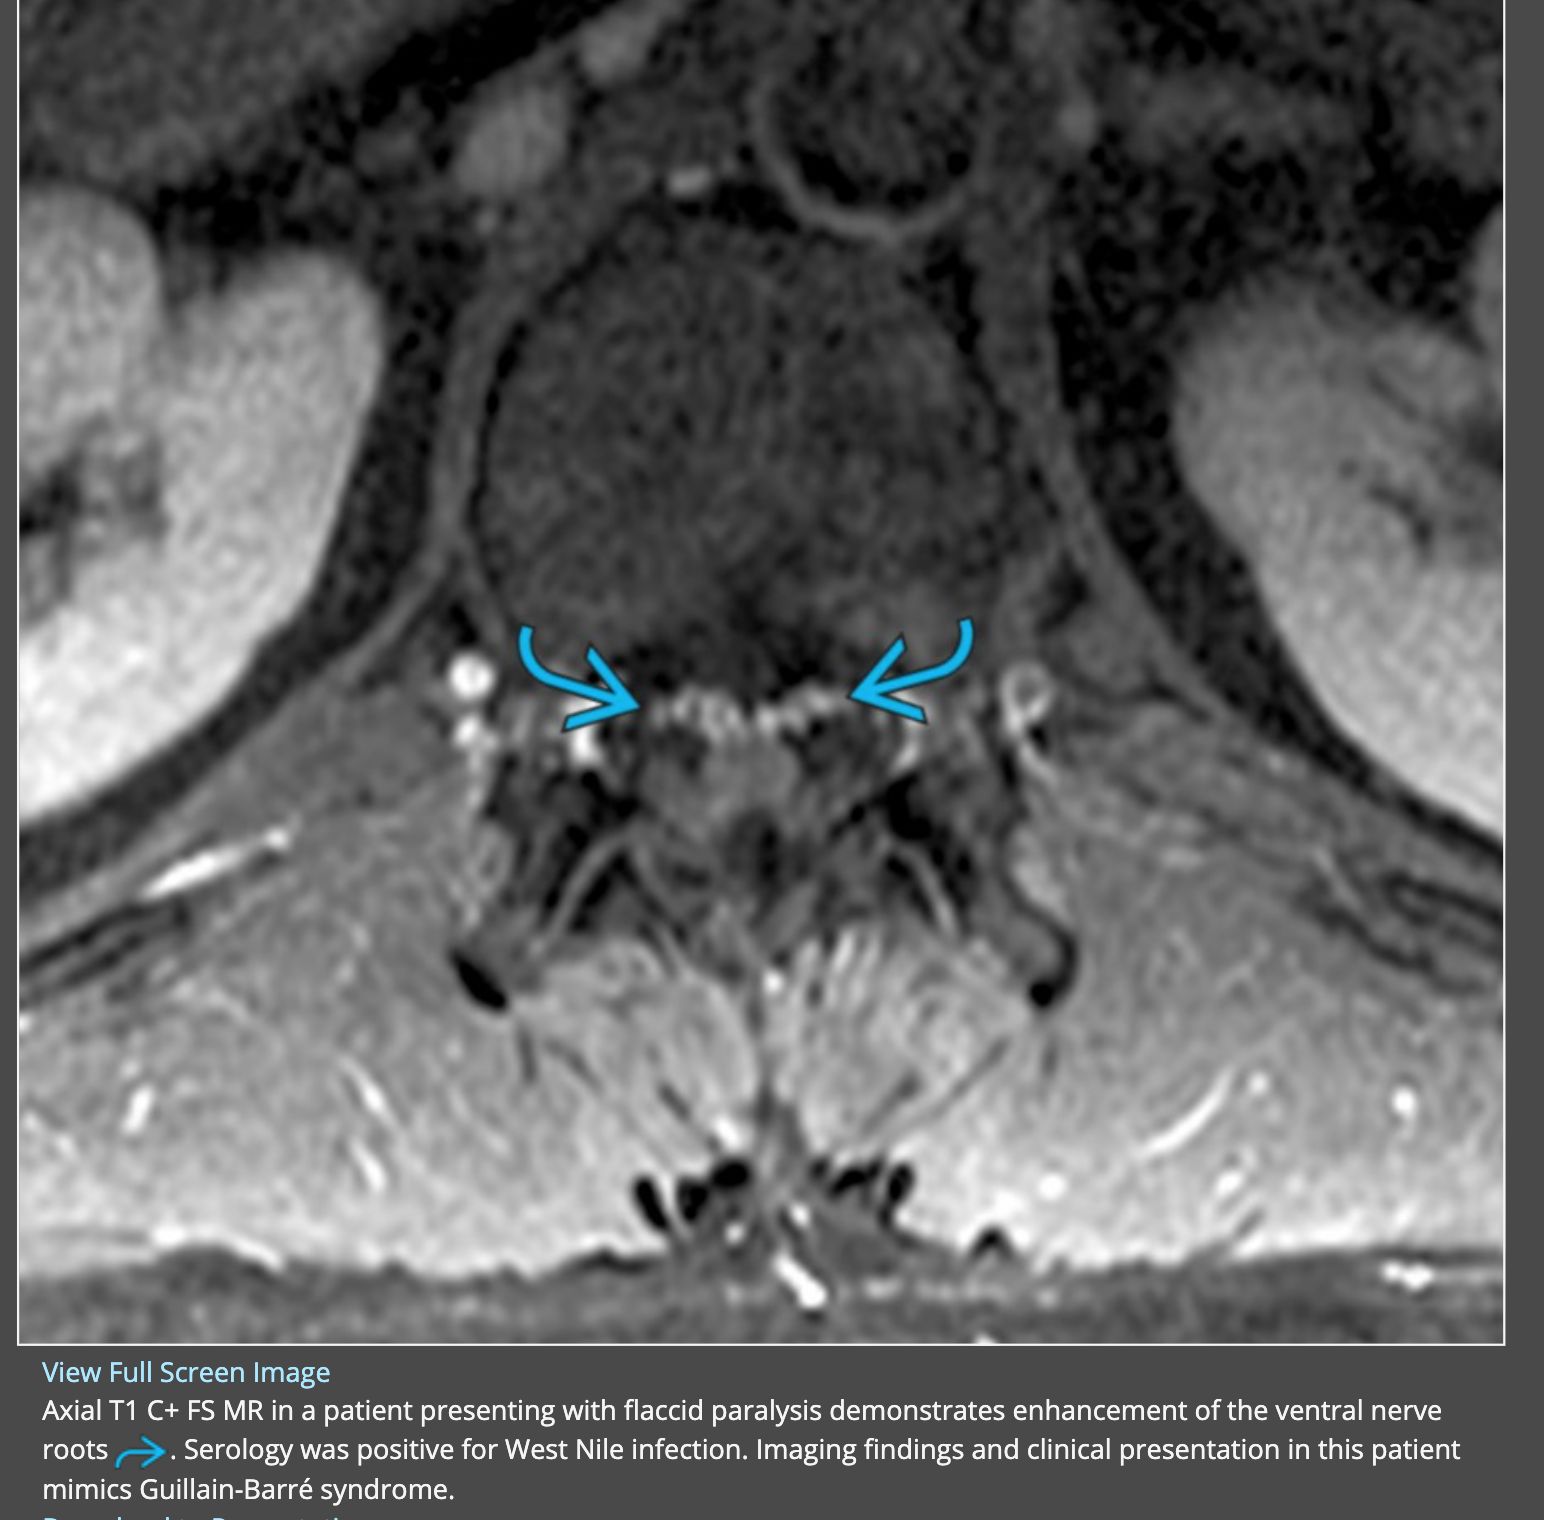 View Full Screen Image
Axial T1 C+ FS MR in a patient presenting with flaccid paralysis demonstrates enhancement of the ventral nerve
roots . Serology was positive for West Nile infection. Imaging findings and clinical presentation in this patient
mimics Guillain-Barré syndrome.